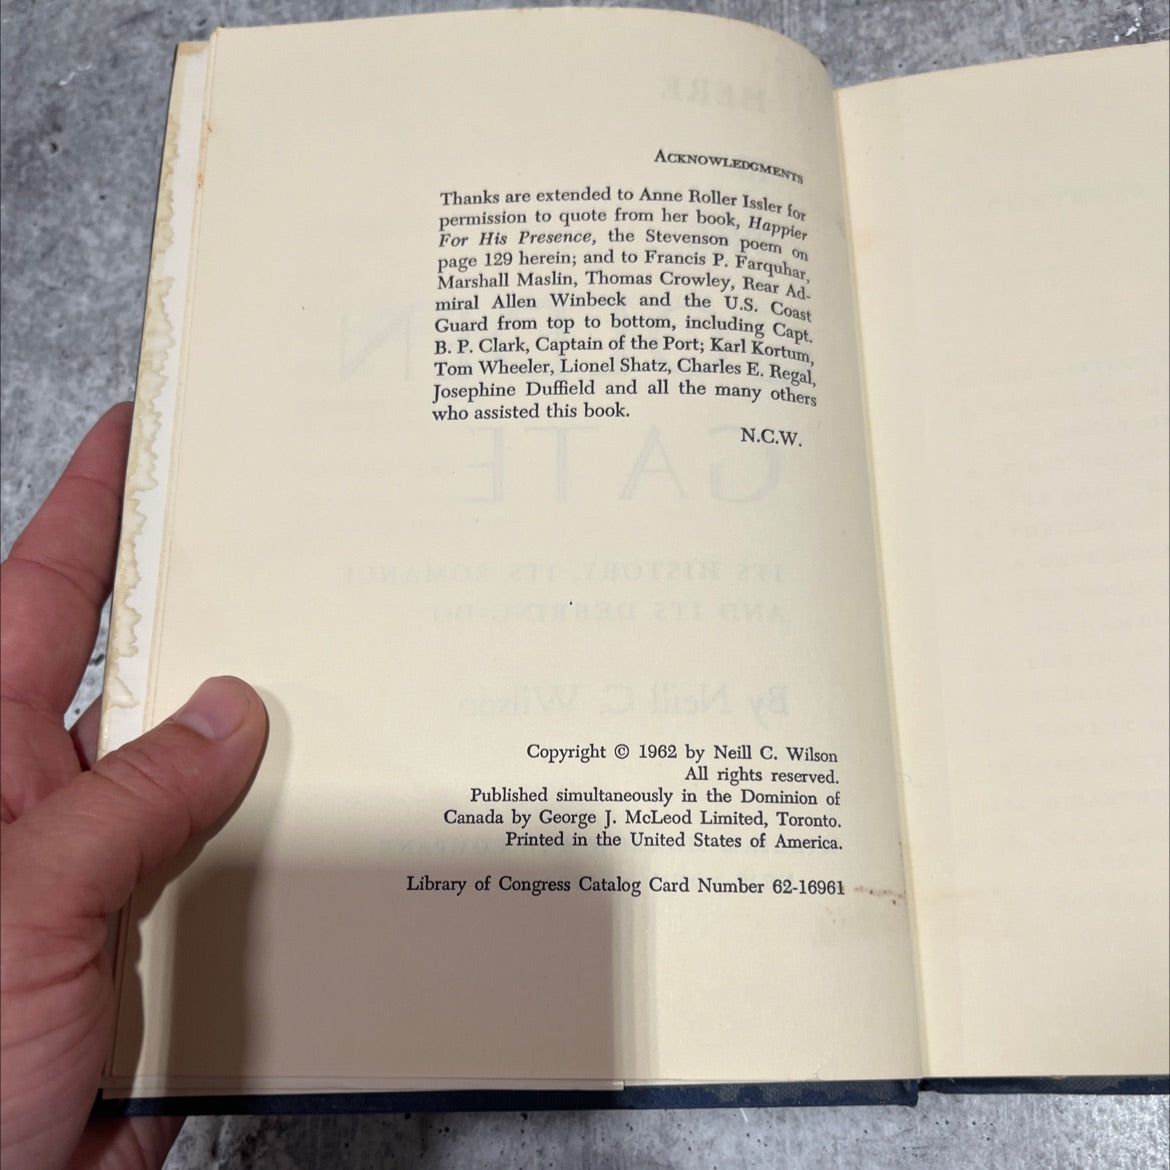 ACKNOWLEDGMENTS
Thanks are extended to Anne Roller Issler for
permission to quote from her book, Happier
For His Presence, the Stevenson poem on
page 129 herein; and to Francis P. Farquhar,
Marshall Maslin, Thomas Crowley, Rear Ad-
miral Allen Winbeck and the U.S. Coast
Guard from top to bottom, including Capt.
B. P. Clark, Captain of the Port; Karl Kortum,
Tom Wheeler, Lionel Shatz, Charles E. Regal,
Josephine Duffield and all the many others
who assisted this book.
N.C.W.
Copyright © 1962 by Neill C. Wilson
All rights reserved.
Published simultaneously in the Dominion of
Canada by George J. McLeod Limited, Toronto.
Printed in the United States of America.
Library of Congress Catalog Card Number 62-16961